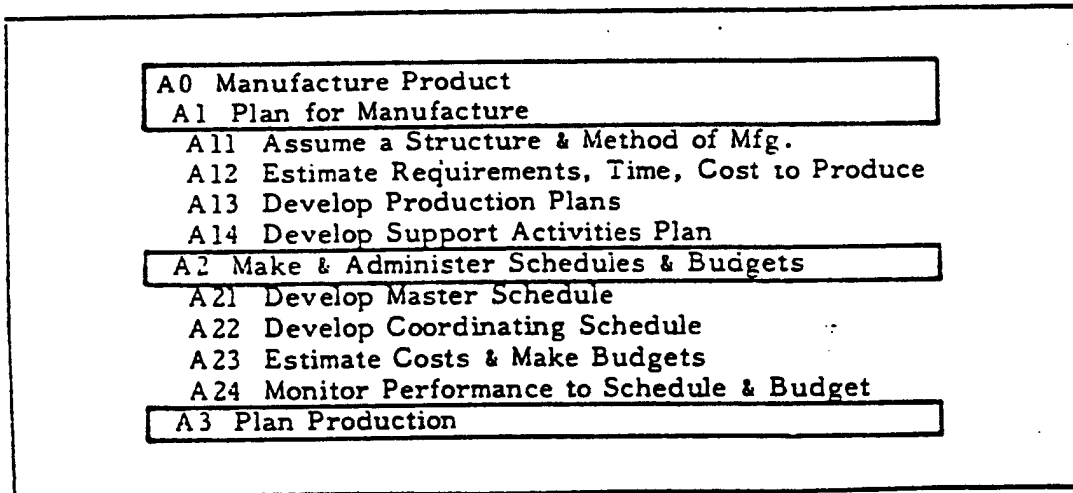 A0 Manufacture Product
A1 Plan for Manufacture
A11 Assume a Structure & Method of Mfg.
A12 Estimate Requirements, Time, Cost to Produce
A13 Develop Production Plans
A14 Develop Support Activities Plan
A2 Make & Administer Schedules & Budgets
A21 Develop Master Schedule
A22 Develop Coordinating Schedule
A23 Estimate Costs & Make Budgets
A24 Monitor Performance to Schedule & Budget
A3 Plan Production